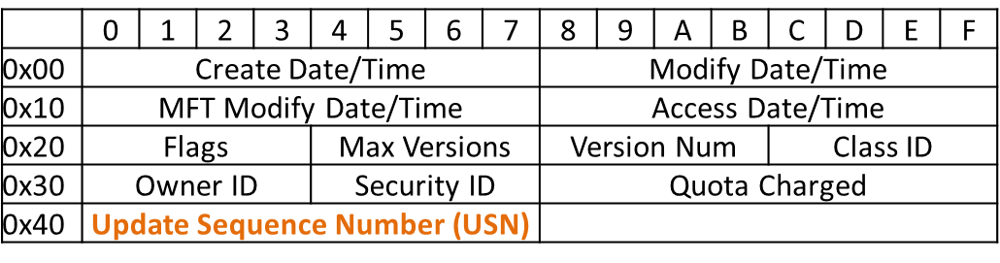 0 1 2 3 4 5 6 7 8 9 A B C D E F
0x00 Create Date/Time Modify Date/Time
0x10 MFT Modify Date/Time Access Date/Time
0x20 Flags Max Versions Version Num Class ID
0x30 Owner ID Security ID Quota Charged
0x40 Update Sequence Number (USN)